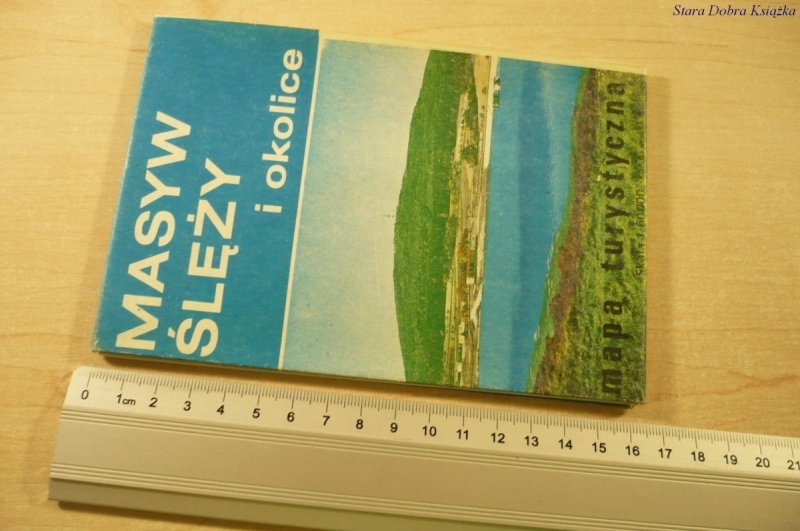 Stara Dobra Książka
MASYW
ŚLĘŻY
i okolice
mapa turystyczna
0 1cm 2 3 4 5 6 7 8 9 10 11 12 13 14 15 16 17 18 19 20 21